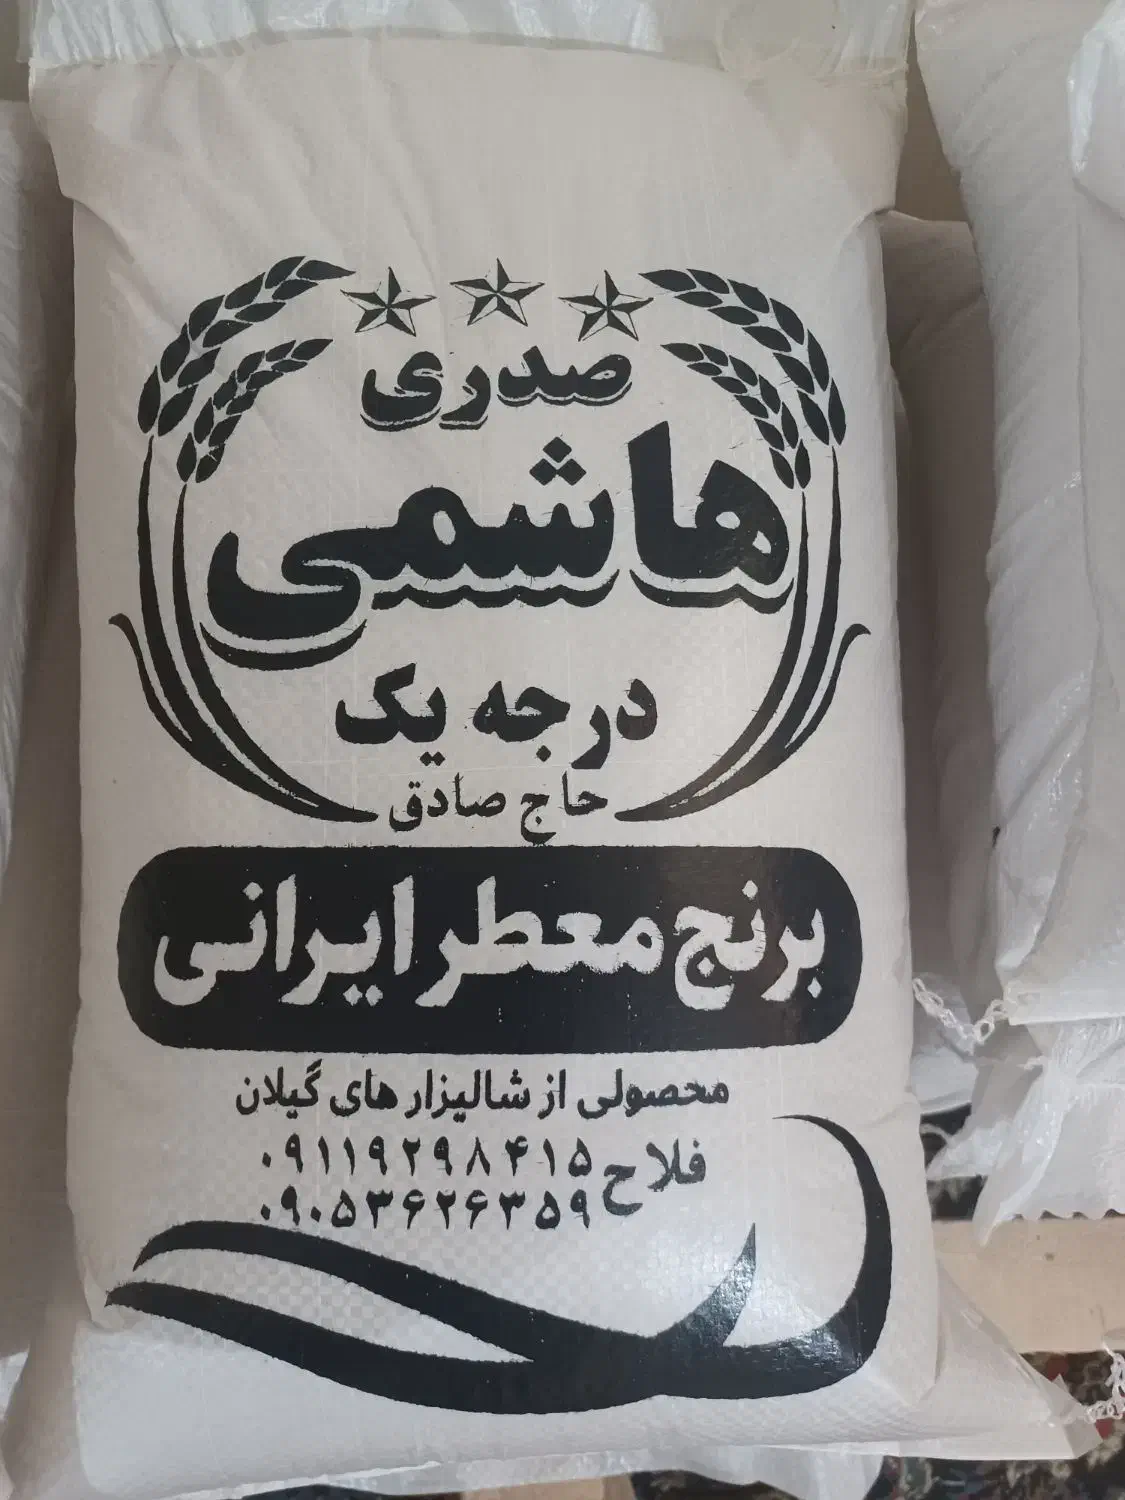 صدری
هاشمی
درجه یک
حاج صادق
برنج معطر ایرانی
محصولی از شالیزار های گیلان
فلاح ۰۹۱۱۹۲۹۸۴۱۵
۰۹۰۵۳۶۲۶۳۵۹